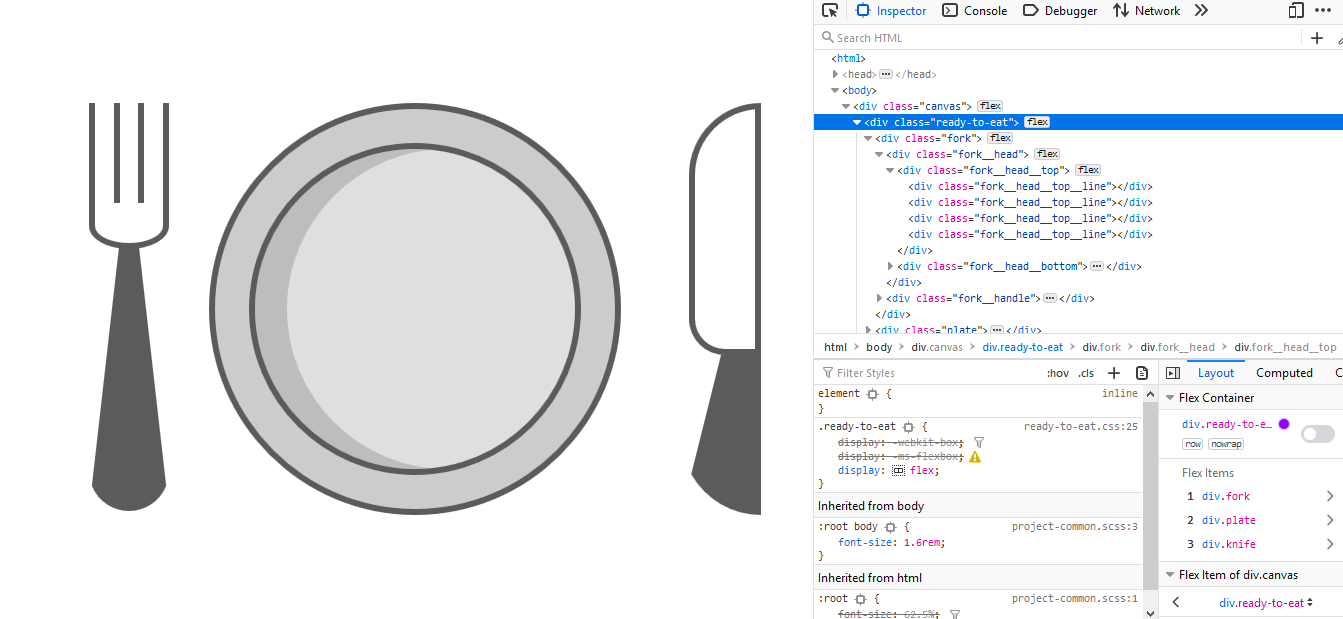 Inspector Console Debugger Network
Search HTML
<html>
<head> ••• </head>
<body>
<div class="canvas"> flex
<div class="ready-to-eat"> flex
<div class="fork"> flex
<div class="fork__head"> flex
<div class="fork__head__top"> flex
<div class="fork__head__top__line"></div>
<div class="fork__head__top__line"></div>
<div class="fork__head__top__line"></div>
<div class="fork__head__top__line"></div>
</div>
<div class="fork__head__bottom"> ••• </div>
</div>
<div class="fork__handle"> ••• </div>
</div>
<div class="plate"> ••• </div>
html > body > div.canvas > div.ready-to-eat > div.fork > div.fork__head > div.fork__head__top
Filter Styles :hov .cls +
element { inline
}
.ready-to-eat { ready-to-eat.css:25
display: -webkit-box;
display: -ms-flexbox;
display: flex;
}
Inherited from body
:root body { project-common.scss:3
font-size: 1.6rem;
}
Inherited from html
:root { project-common.scss:1
font-size: 62.5%;
Layout Computed C
Flex Container
div.ready-to-e…
row nowrap
Flex Items
1 div.fork
2 div.plate
3 div.knife
Flex Item of div.canvas
div.ready-to-eat